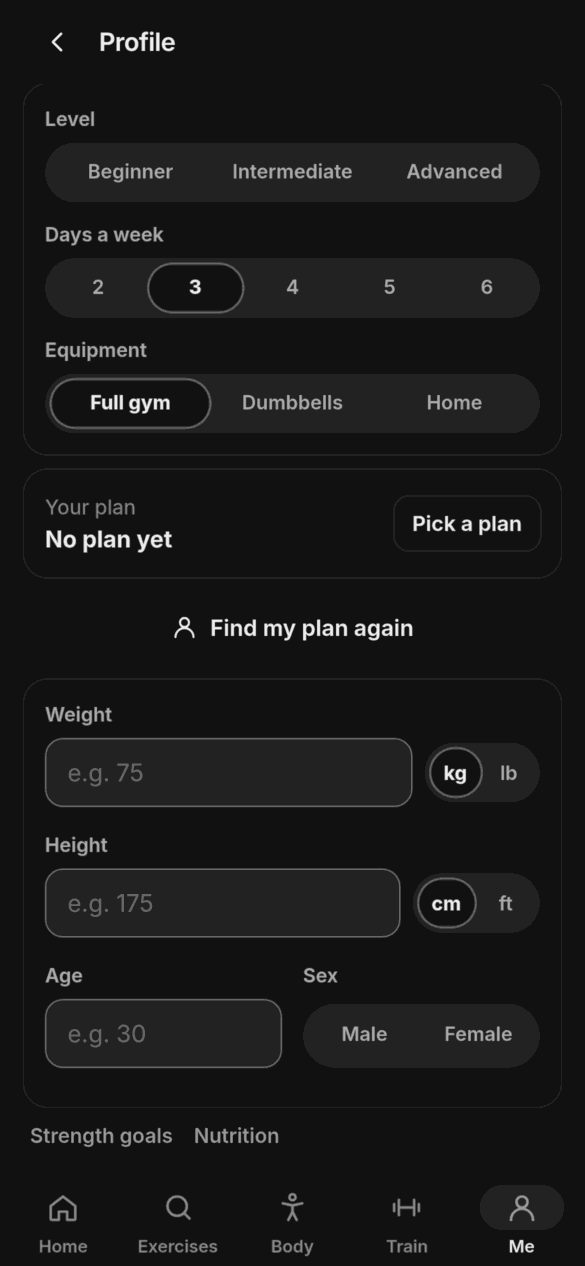 Profile
Level
Beginner Intermediate Advanced
Days a week
2 3 4 5 6
Equipment
Full gym Dumbbells Home
Your plan
No plan yet
Pick a plan
Find my plan again
Weight
e.g. 75 kg lb
Height
e.g. 175 cm ft
Age Sex
e.g. 30 Male Female
Strength goals Nutrition
Home Exercises Body Train Me